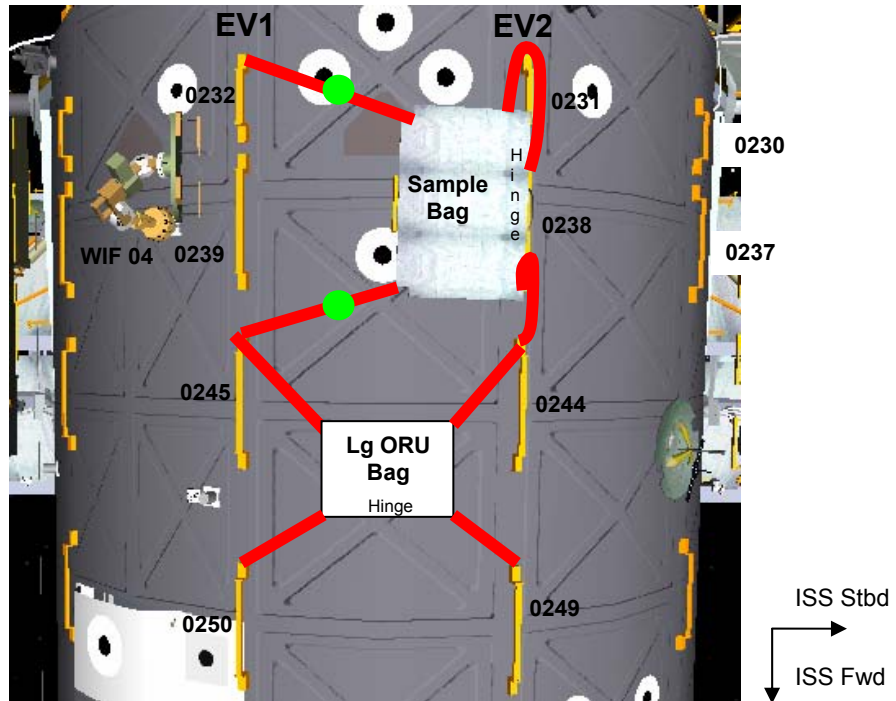 EV1
EV2
0232
0231
0230
Sample
Bag
Hinge
0238
0237
WIF 04
0239
0245
0244
Lg ORU
Bag
Hinge
0250
0249
ISS Stbd
ISS Fwd